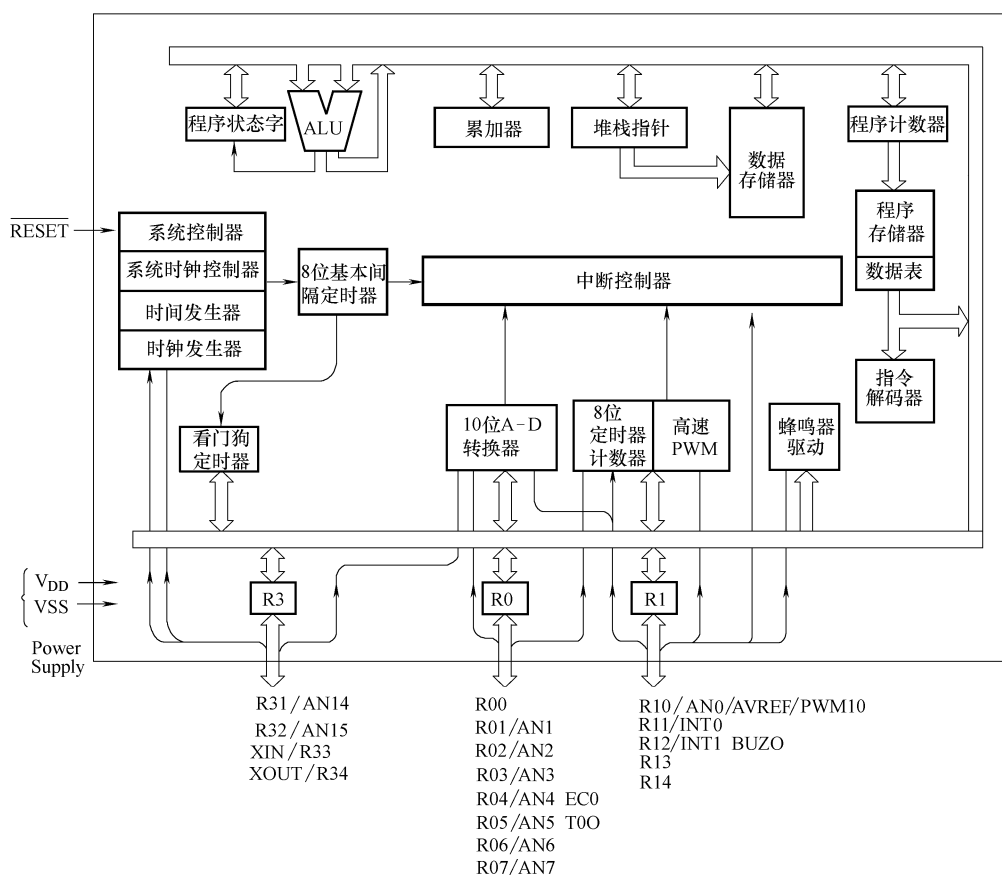 程序状态字
ALU
累加器
堆栈指针
数据
存储器
程序计数器
RESET
系统控制器
系统时钟控制器
时间发生器
时钟发生器
8位基本间
隔定时器
中断控制器
程序
存储器
数据表
指令
解码器
看门狗
定时器
10位A-D
转换器
8位
定时器
计数器
高速
PWM
蜂鸣器
驱动
VDD
VSS
Power
Supply
R3
R0
R1
R31/AN14
R32/AN15
XIN/R33
XOUT/R34
R00
R01/AN1
R02/AN2
R03/AN3
R04/AN4 EC0
R05/AN5 T0O
R06/AN6
R07/AN7
R10/AN0/AVREF/PWM10
R11/INT0
R12/INT1 BUZO
R13
R14